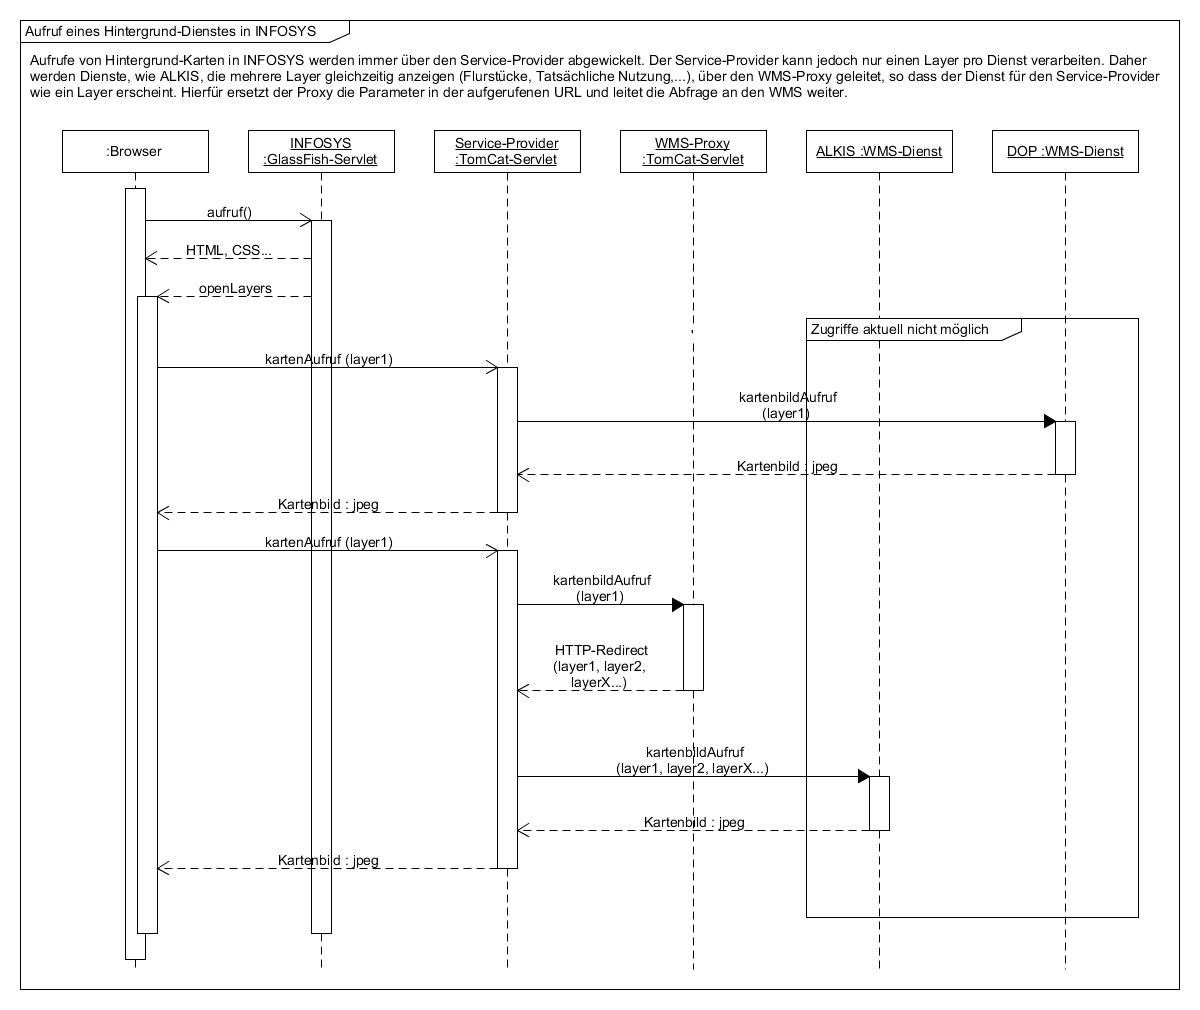 Aufruf eines Hintergrund-Dienstes in INFOSYS
Aufrufe von Hintergrund-Karten in INFOSYS werden immer über den Service-Provider abgewickelt. Der Service-Provider kann jedoch nur einen Layer pro Dienst verarbeiten. Daher
werden Dienste, wie ALKIS, die mehrere Layer gleichzeitig anzeigen (Flurstücke, Tatsächliche Nutzung,...), über den WMS-Proxy geleitet, so dass der Dienst für den Service-Provider
wie ein Layer erscheint. Hierfür ersetzt der Proxy die Parameter in der aufgerufenen URL und leitet die Abfrage an den WMS weiter.
:Browser
INFOSYS
:GlassFish-Servlet
Service-Provider
:TomCat-Servlet
WMS-Proxy
:TomCat-Servlet
ALKIS :WMS-Dienst
DOP :WMS-Dienst
aufruf()
HTML, CSS...
openLayers
Zugriffe aktuell nicht möglich
kartenAufruf (layer1)
kartenbildAufruf
(layer1)
Kartenbild : jpeg
Kartenbild : jpeg
kartenAufruf (layer1)
kartenbildAufruf
(layer1)
HTTP-Redirect
(layer1, layer2,
layerX...)
kartenbildAufruf
(layer1, layer2, layerX...)
Kartenbild : jpeg
Kartenbild : jpeg